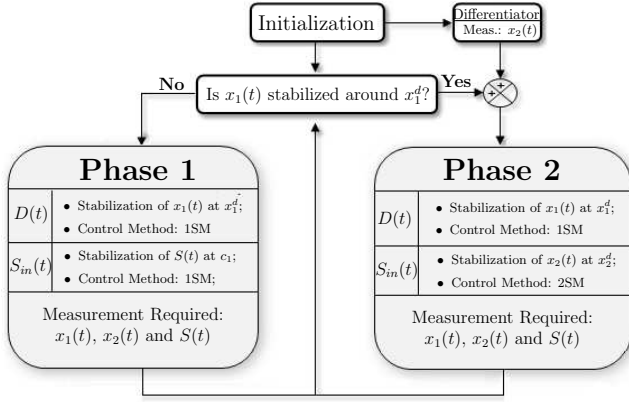 Initialization
Differentiator
Meas.: x₂(t)
Is x₁(t) stabilized around x₁ᵈ?
No
Yes
+
+
Phase 1
D(t)
• Stabilization of x₁(t) at x₁ᵈ;
• Control Method: 1SM
Sᵢₙ(t)
• Stabilization of S(t) at c₁;
• Control Method: 1SM;
Measurement Required:
x₁(t), x₂(t) and S(t)
Phase 2
D(t)
• Stabilization of x₁(t) at x₁ᵈ;
• Control Method: 1SM
Sᵢₙ(t)
• Stabilization of x₂(t) at x₂ᵈ;
• Control Method: 2SM
Measurement Required:
x₁(t), x₂(t) and S(t)